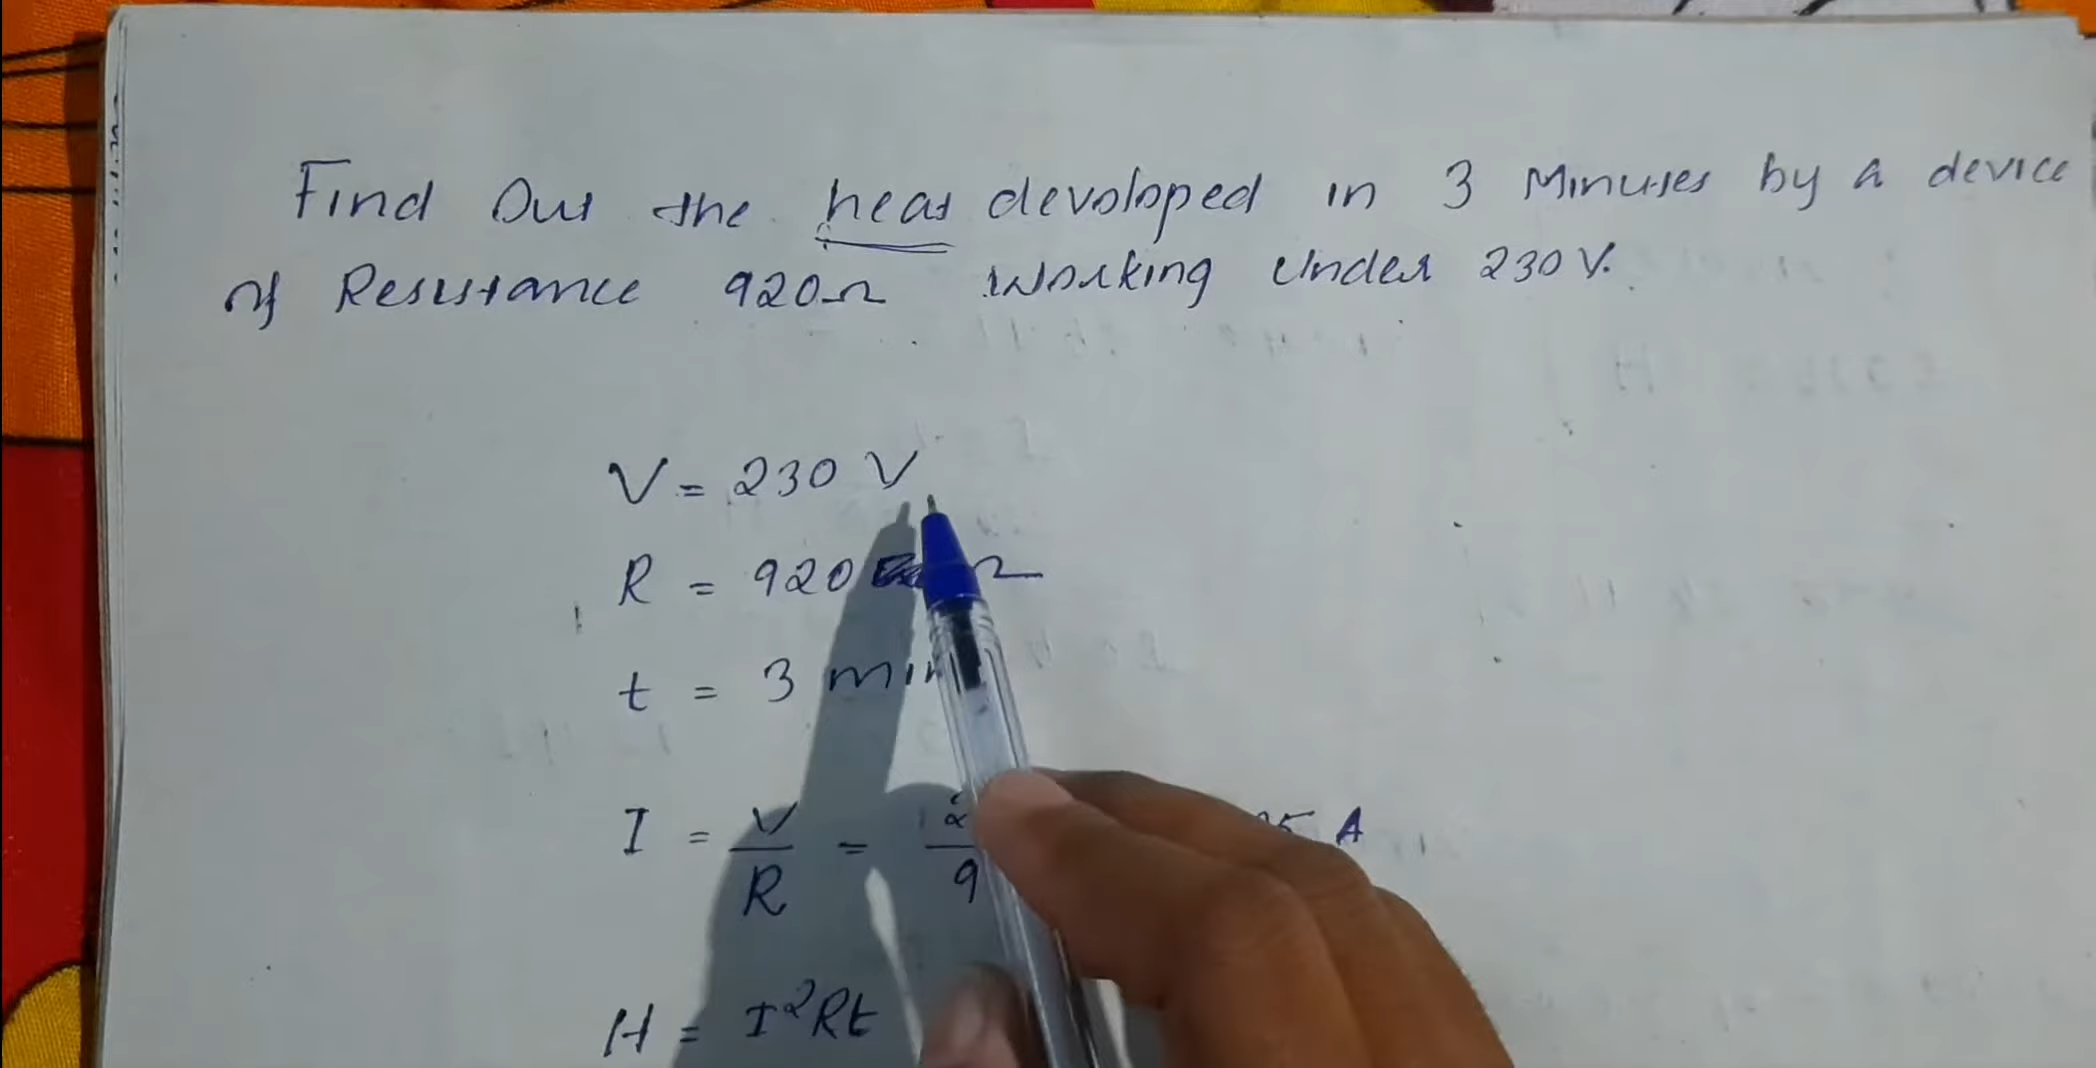 Find Out the heat developed in 3 Minutes by a device
of Resistance 920Ω Working Under 230 V.
V = 230 V
R = 920 Ω
t = 3 min
I = V/R =
A
H = I²Rt